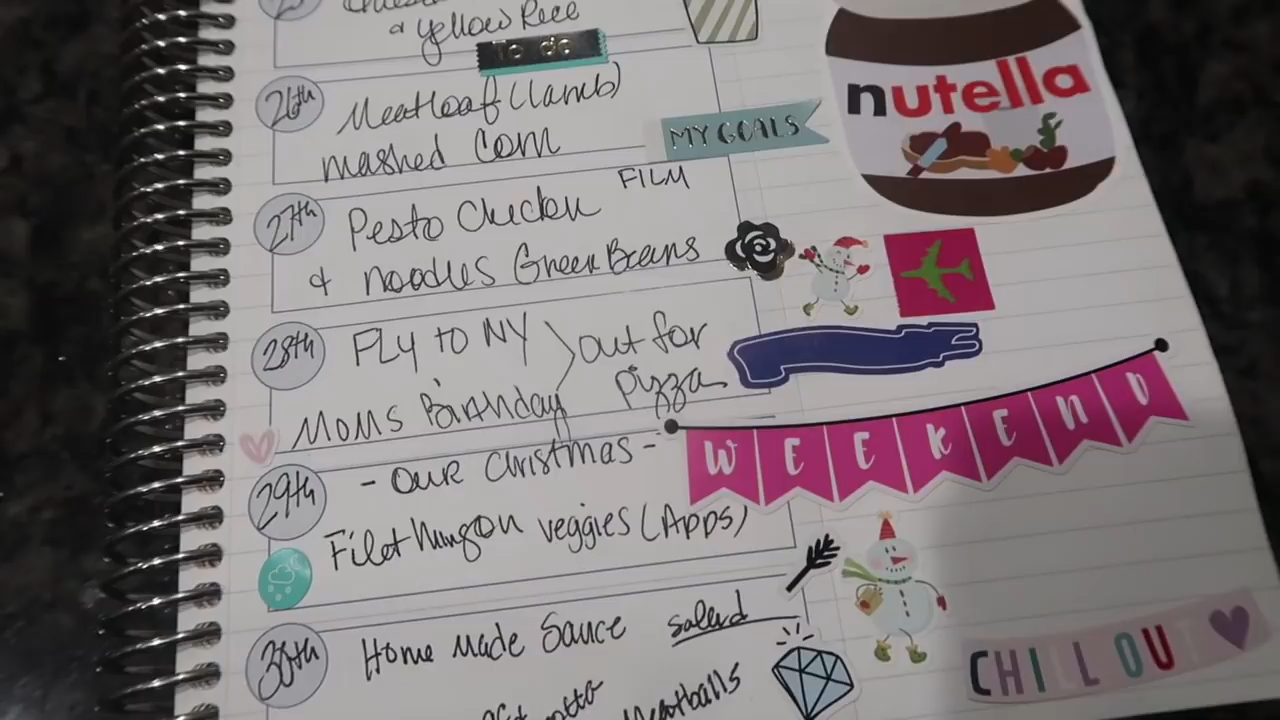 & Yellow Rice
To do
26th
Meatloaf (lamb)
mashed Corn
MY GOALS
nutella
27th
Pesto Chicken
FILM
& noodles Green Beans
28th
FLY to NY
out for
pizza
Moms Birthday
WEEKEND
29th
- Our Christmas -
Filet Mingon veggies (Apps)
30th
Home Made Sauce salad
Meatballs
CHILL OUT